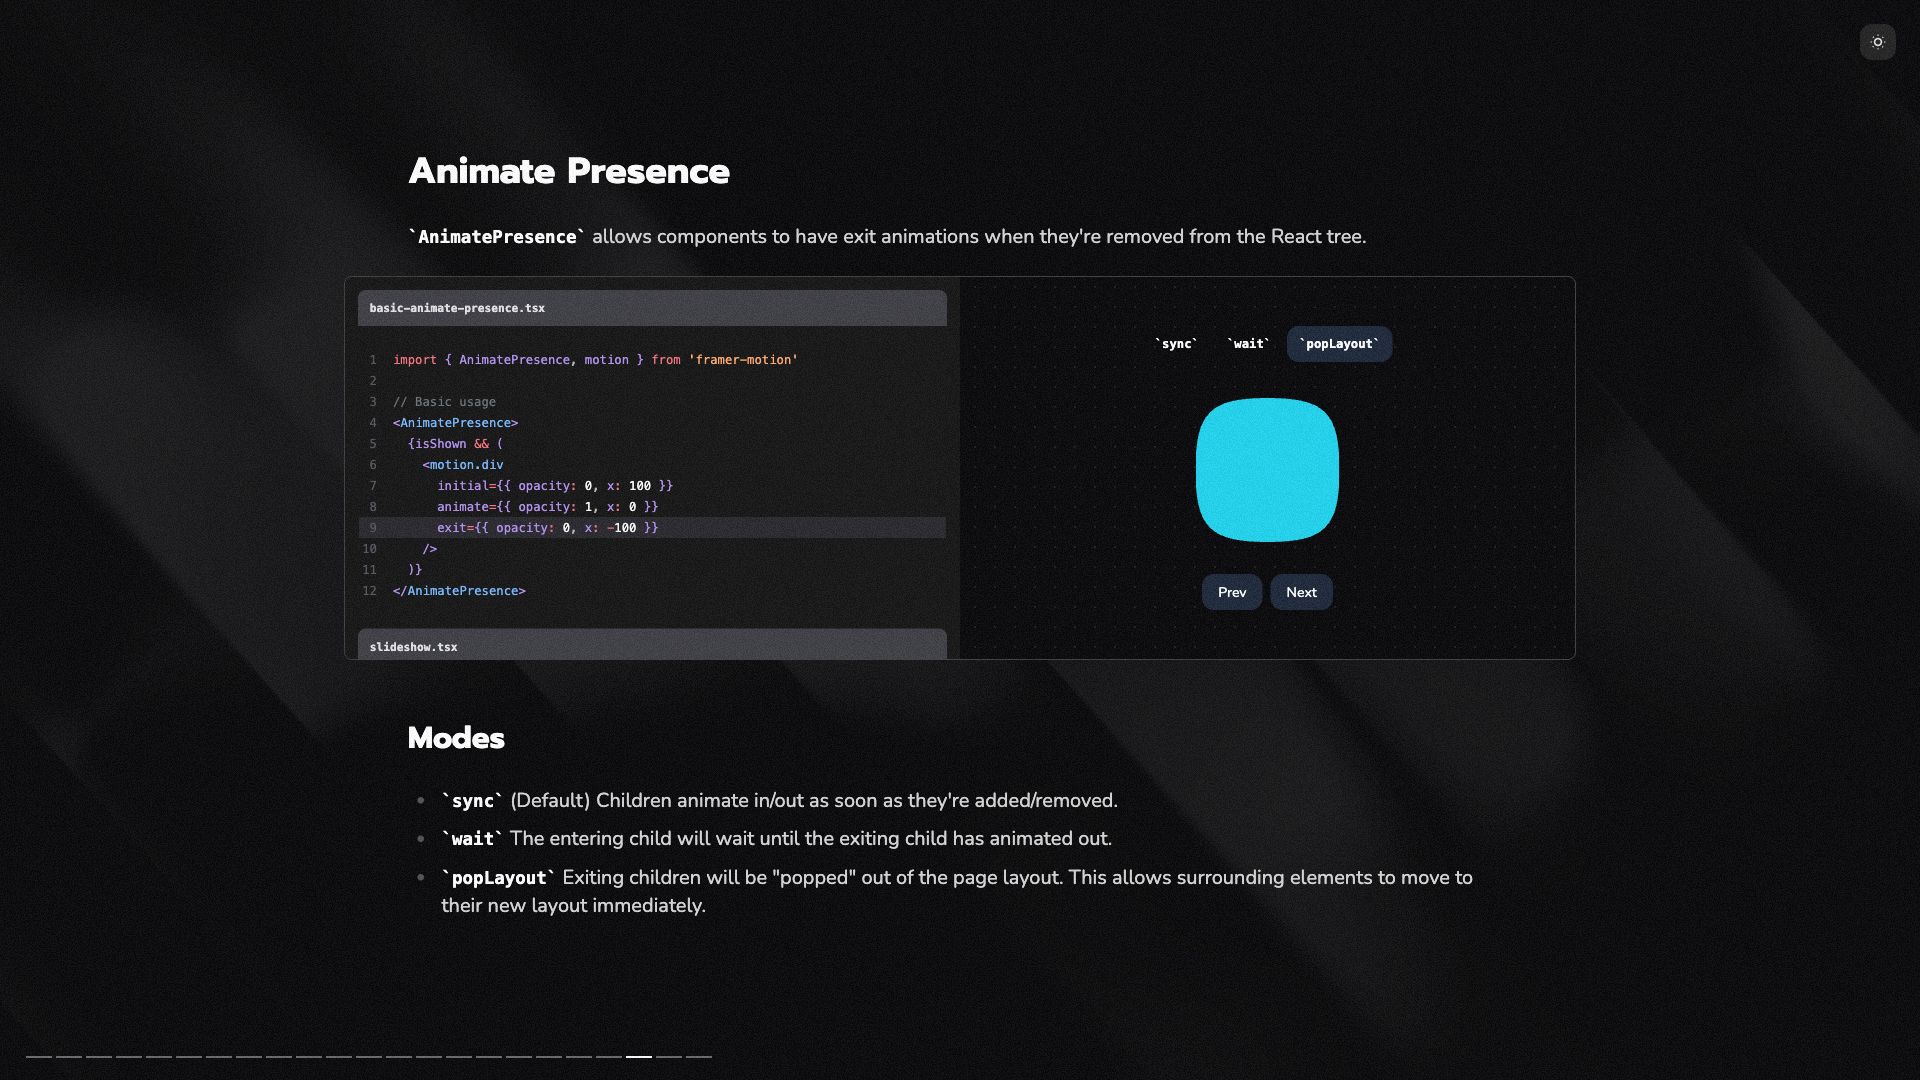 Animate Presence
`AnimatePresence` allows components to have exit animations when they're removed from the React tree.
basic-animate-presence.tsx
1 import { AnimatePresence, motion } from 'framer-motion'
2
3 // Basic usage
4 <AnimatePresence>
5   {isShown && (
6     <motion.div
7       initial={{ opacity: 0, x: 100 }}
8       animate={{ opacity: 1, x: 0 }}
9       exit={{ opacity: 0, x: -100 }}
10     />
11   )}
12 </AnimatePresence>
slideshow.tsx
`sync` `wait` `popLayout`
Prev Next
Modes
`sync` (Default) Children animate in/out as soon as they're added/removed.
`wait` The entering child will wait until the exiting child has animated out.
`popLayout` Exiting children will be "popped" out of the page layout. This allows surrounding elements to move to
their new layout immediately.